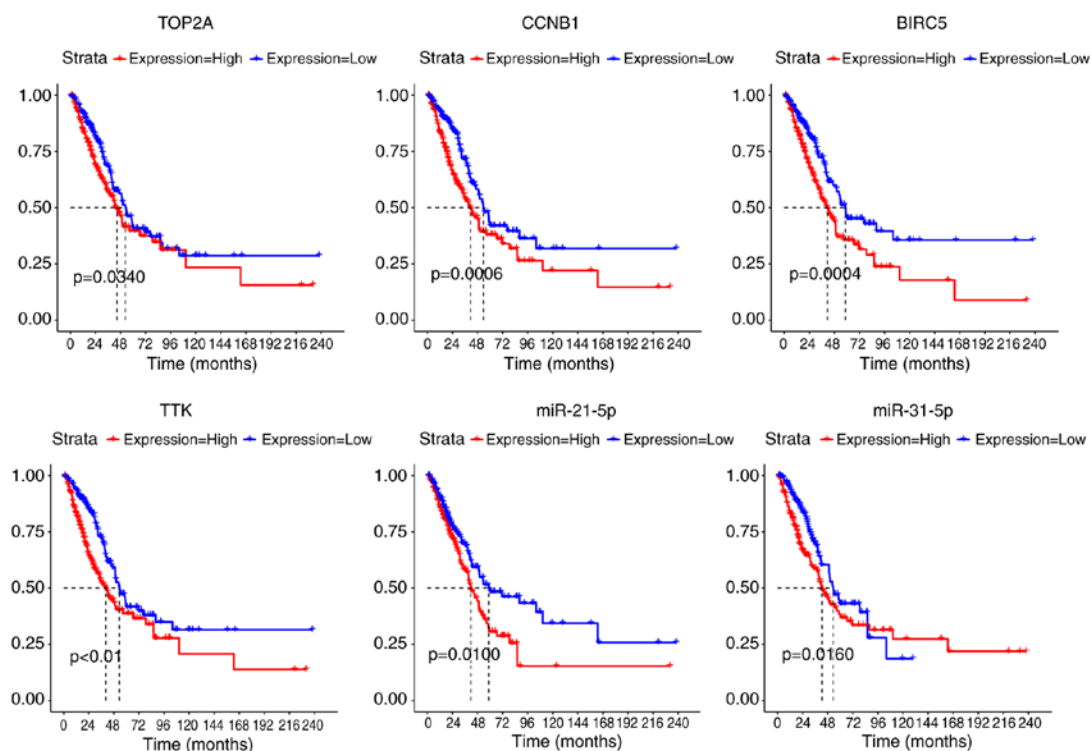 TOP2A
Strata Expression=High Expression=Low
1.00
0.75
0.50
0.25
0.00
p=0.0340
0 24 48 72 96 120 144 168 192 216 240
Time (months)
CCNB1
Strata Expression=High Expression=Low
1.00
0.75
0.50
0.25
0.00
p=0.0006
0 24 48 72 96 120 144 168 192 216 240
Time (months)
BIRC5
Strata Expression=High Expression=Low
1.00
0.75
0.50
0.25
0.00
p=0.0004
0 24 48 72 96 120 144 168 192 216 240
Time (months)
TTK
Strata Expression=High Expression=Low
1.00
0.75
0.50
0.25
0.00
p<0.01
0 24 48 72 96 120 144 168 192 216 240
Time (months)
miR-21-5p
Strata Expression=High Expression=Low
1.00
0.75
0.50
0.25
0.00
p=0.0100
0 24 48 72 96 120 144 168 192 216 240
Time (months)
miR-31-5p
Strata Expression=High Expression=Low
1.00
0.75
0.50
0.25
0.00
p=0.0160
0 24 48 72 96 120 144 168 192 216 240
Time (months)